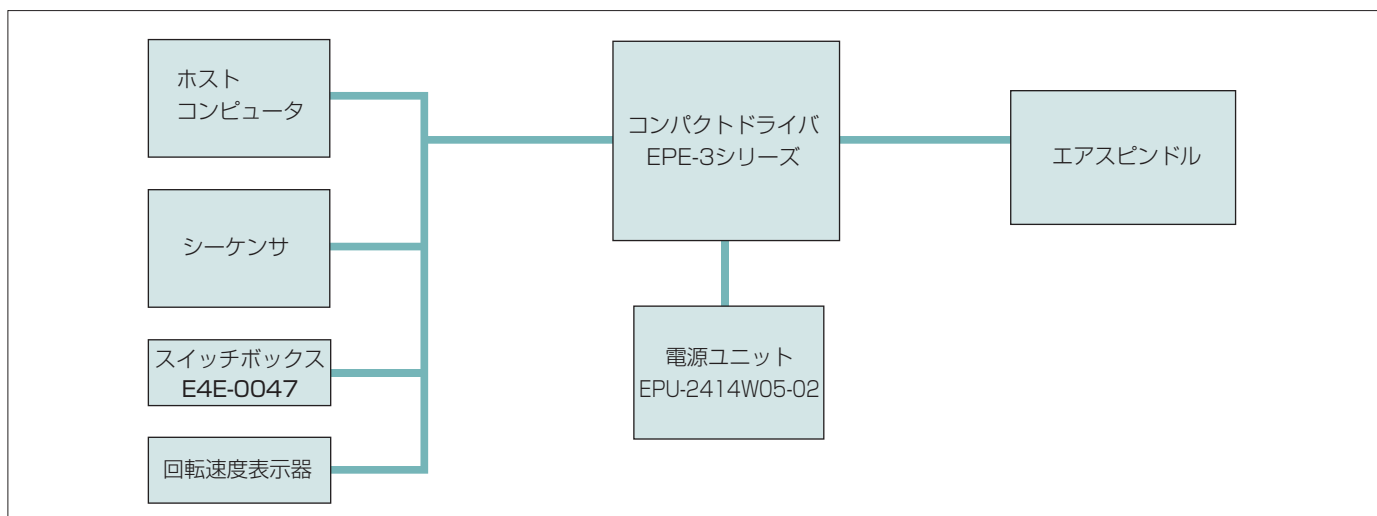 ホスト
コンピュータ
シーケンサ
スイッチボックス
E4E-0047
回転速度表示器
コンパクトドライバ
EPE-3シリーズ
電源ユニット
EPU-2414W05-02
エアスピンドル